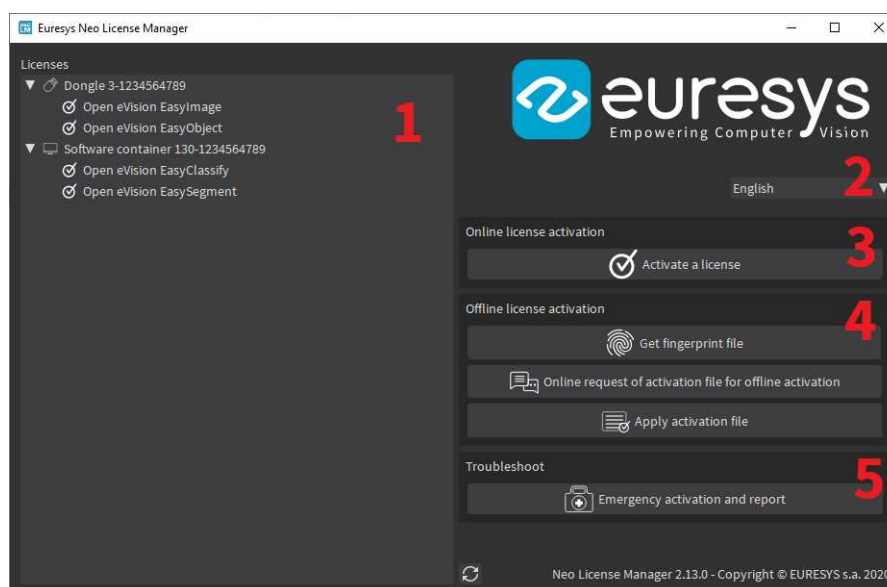 Euresys Neo License Manager
Licenses
Dongle 3-1234564789
Open eVision EasyImage
Open eVision EasyObject
Software container 130-1234564789
Open eVision EasyClassify
Open eVision EasySegment
1
euresys
Empowering Computer Vision
English
2
Online license activation
3
Activate a license
Offline license activation
4
Get fingerprint file
Online request of activation file for offline activation
Apply activation file
Troubleshoot
5
Emergency activation and report
Neo License Manager 2.13.0 - Copyright © EURESYS s.a. 2020